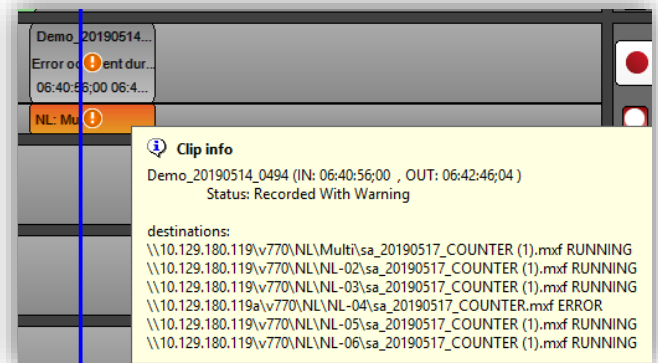 Demo_20190514...
Error oc ent dur...
06:40:56;00 06:4...
NL: Mu
Clip info
Demo_20190514_0494 (IN: 06:40:56;00 , OUT: 06:42:46;04 )
Status: Recorded With Warning
destinations:
\\10.129.180.119\v770\NL\Multi\sa_20190517_COUNTER (1).mxf RUNNING
\\10.129.180.119\v770\NL\NL-02\sa_20190517_COUNTER (1).mxf RUNNING
\\10.129.180.119\v770\NL\NL-03\sa_20190517_COUNTER (1).mxf RUNNING
\\10.129.180.119a\v770\NL\NL-04\sa_20190517_COUNTER.mxf ERROR
\\10.129.180.119\v770\NL\NL-05\sa_20190517_COUNTER (1).mxf RUNNING
\\10.129.180.119\v770\NL\NL-06\sa_20190517_COUNTER (1).mxf RUNNING